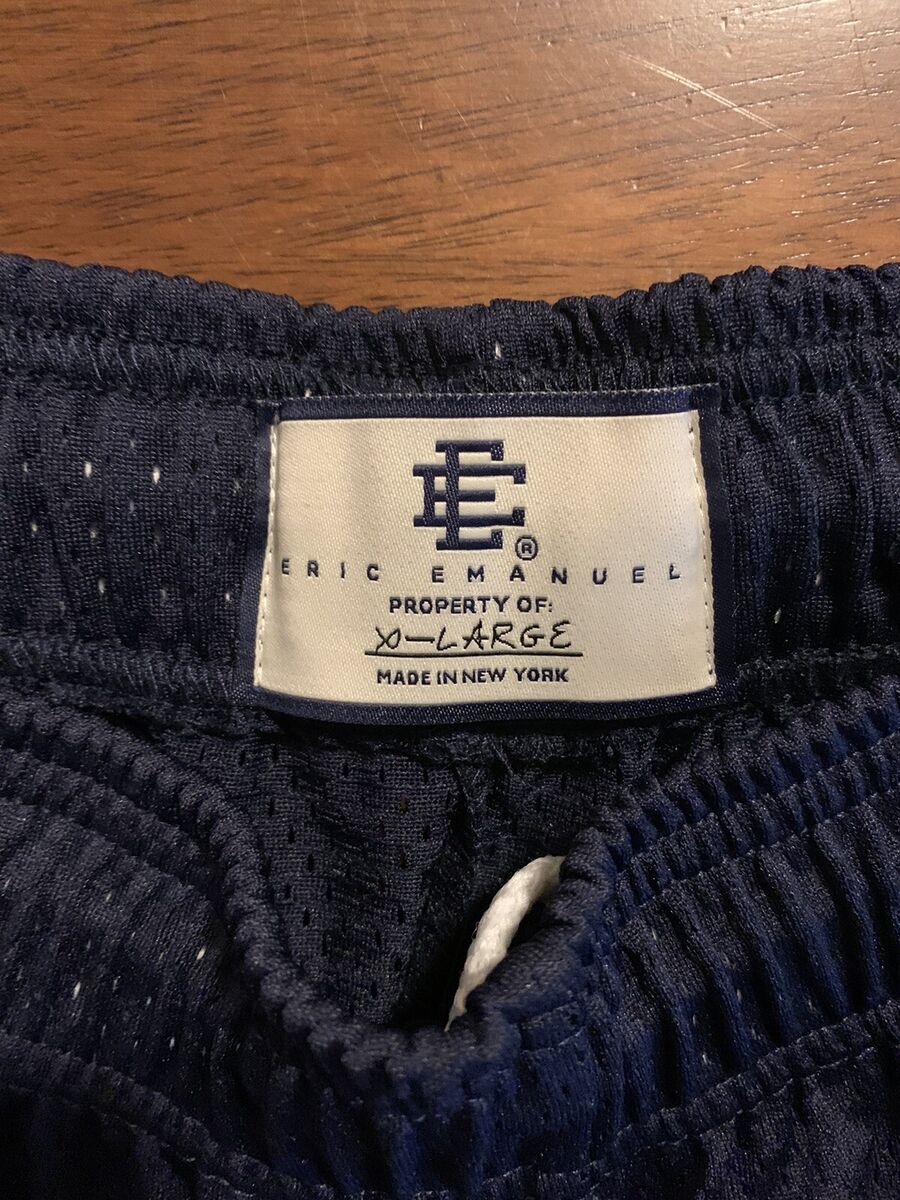 EE®
ERIC EMANUEL
PROPERTY OF:
X-LARGE
MADE IN NEW YORK